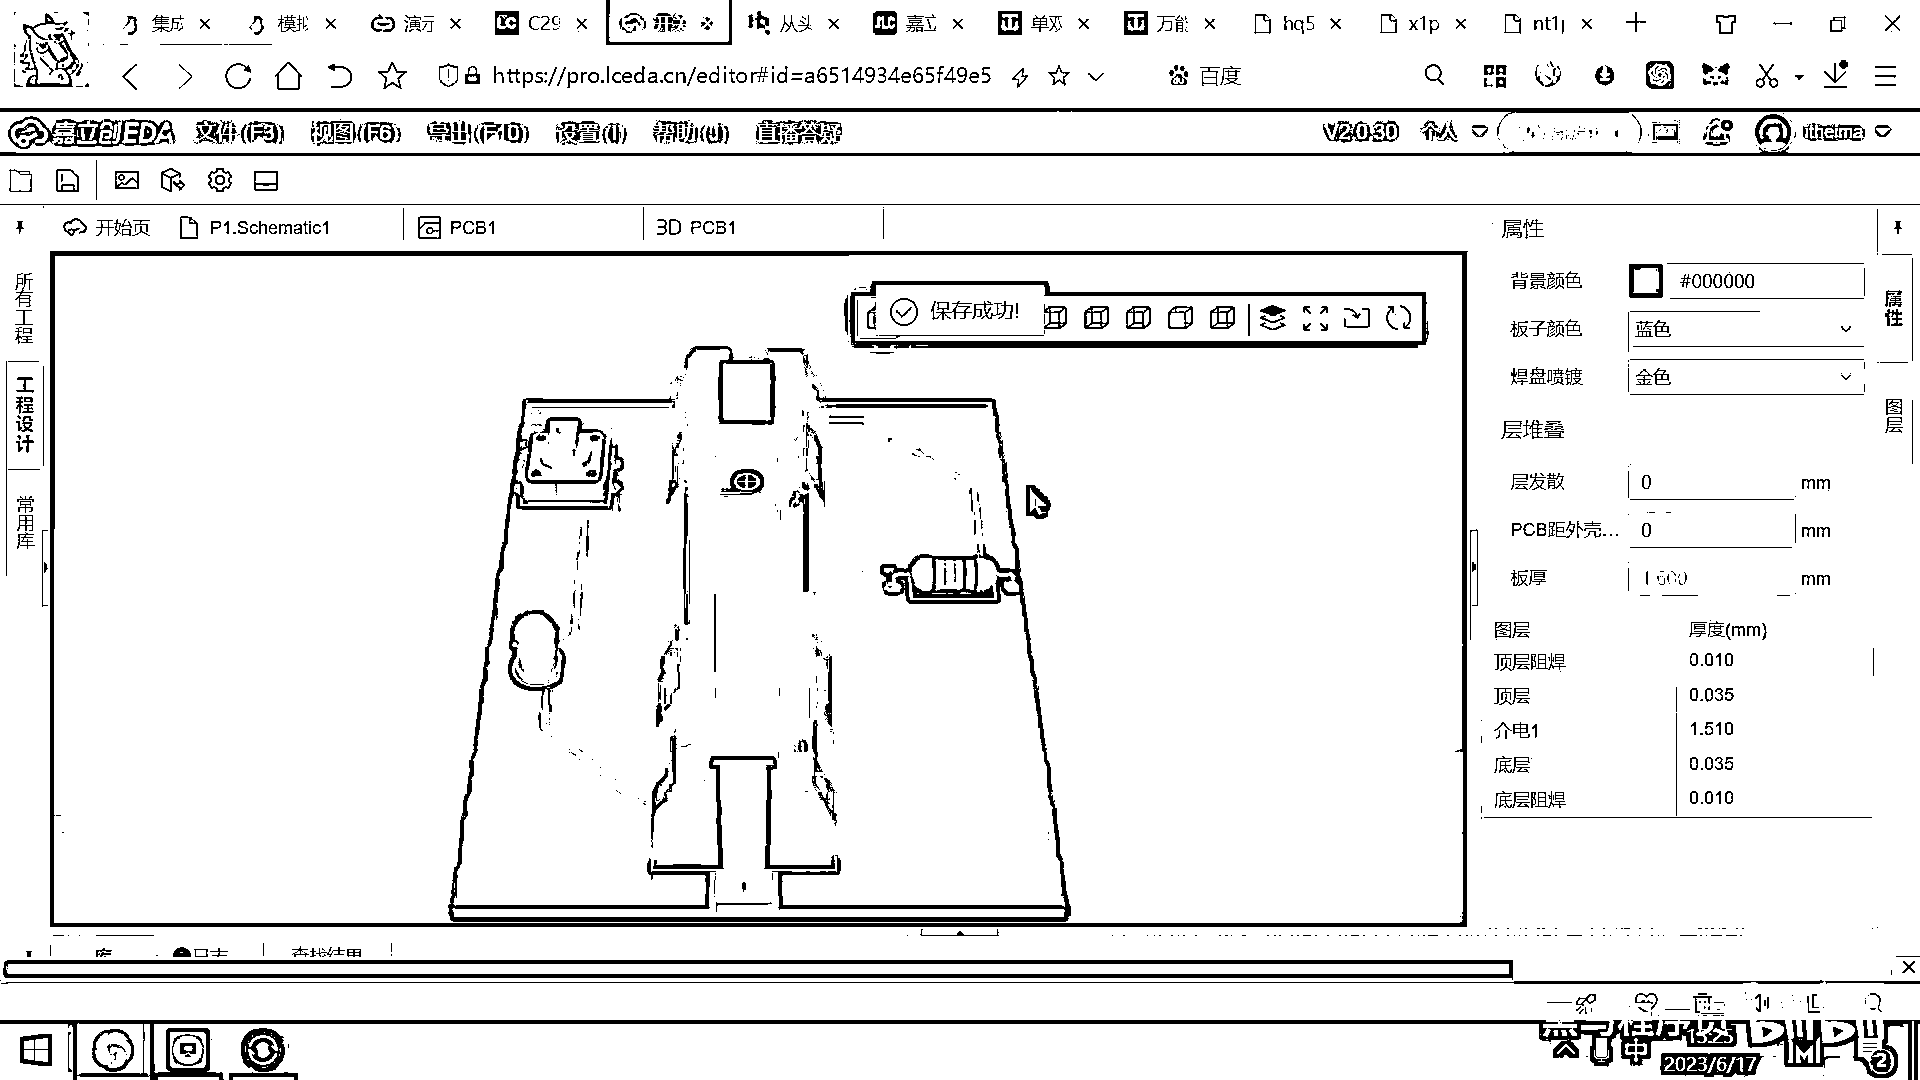 集成
模拟
演示
C29
开关
从头
嘉立
单双
万能
hq5
x1p
nt1p
https://pro.lceda.cn/editor#id=a6514934e65f49e5
百度
嘉立创EDA
文件(F3)
视图(F6)
导出(F10)
设置(I)
帮助(J)
直播答疑
V2.0.30
个人
itheima
开始页
P1.Schematic1
PCB1
3D PCB1
所有工程
工程设计
常用库
保存成功!
属性
背景颜色 #000000
板子颜色 蓝色
焊盘喷镀 金色
层堆叠
层发散 0 mm
PCB距外壳... 0 mm
板厚 1.600 mm
图层 厚度(mm)
顶层阻焊 0.010
顶层 0.035
介电1 1.510
底层 0.035
底层阻焊 0.010
属性
图层
库
日志
查找结果
中
15:25
2023/6/17
2